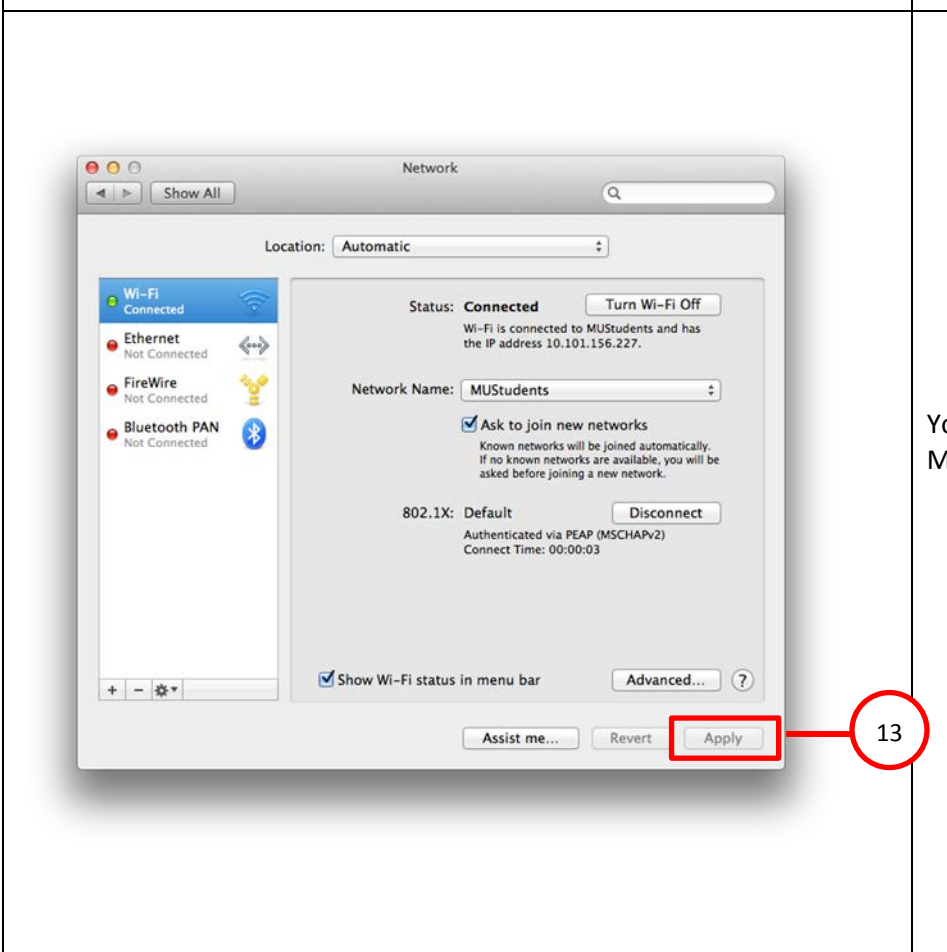 Network
Show All
Location: Automatic
Wi-Fi
Connected
Ethernet
Not Connected
FireWire
Not Connected
Bluetooth PAN
Not Connected
Status: Connected Turn Wi-Fi Off
Wi-Fi is connected to MUStudents and has
the IP address 10.101.156.227.
Network Name: MUStudents
Ask to join new networks
Known networks will be joined automatically.
If no known networks are available, you will be
asked before joining a new network.
802.1X: Default Disconnect
Authenticated via PEAP (MSCHAPv2)
Connect Time: 00:00:03
Show Wi-Fi status in menu bar Advanced... ?
+ −
Assist me... Revert Apply
13